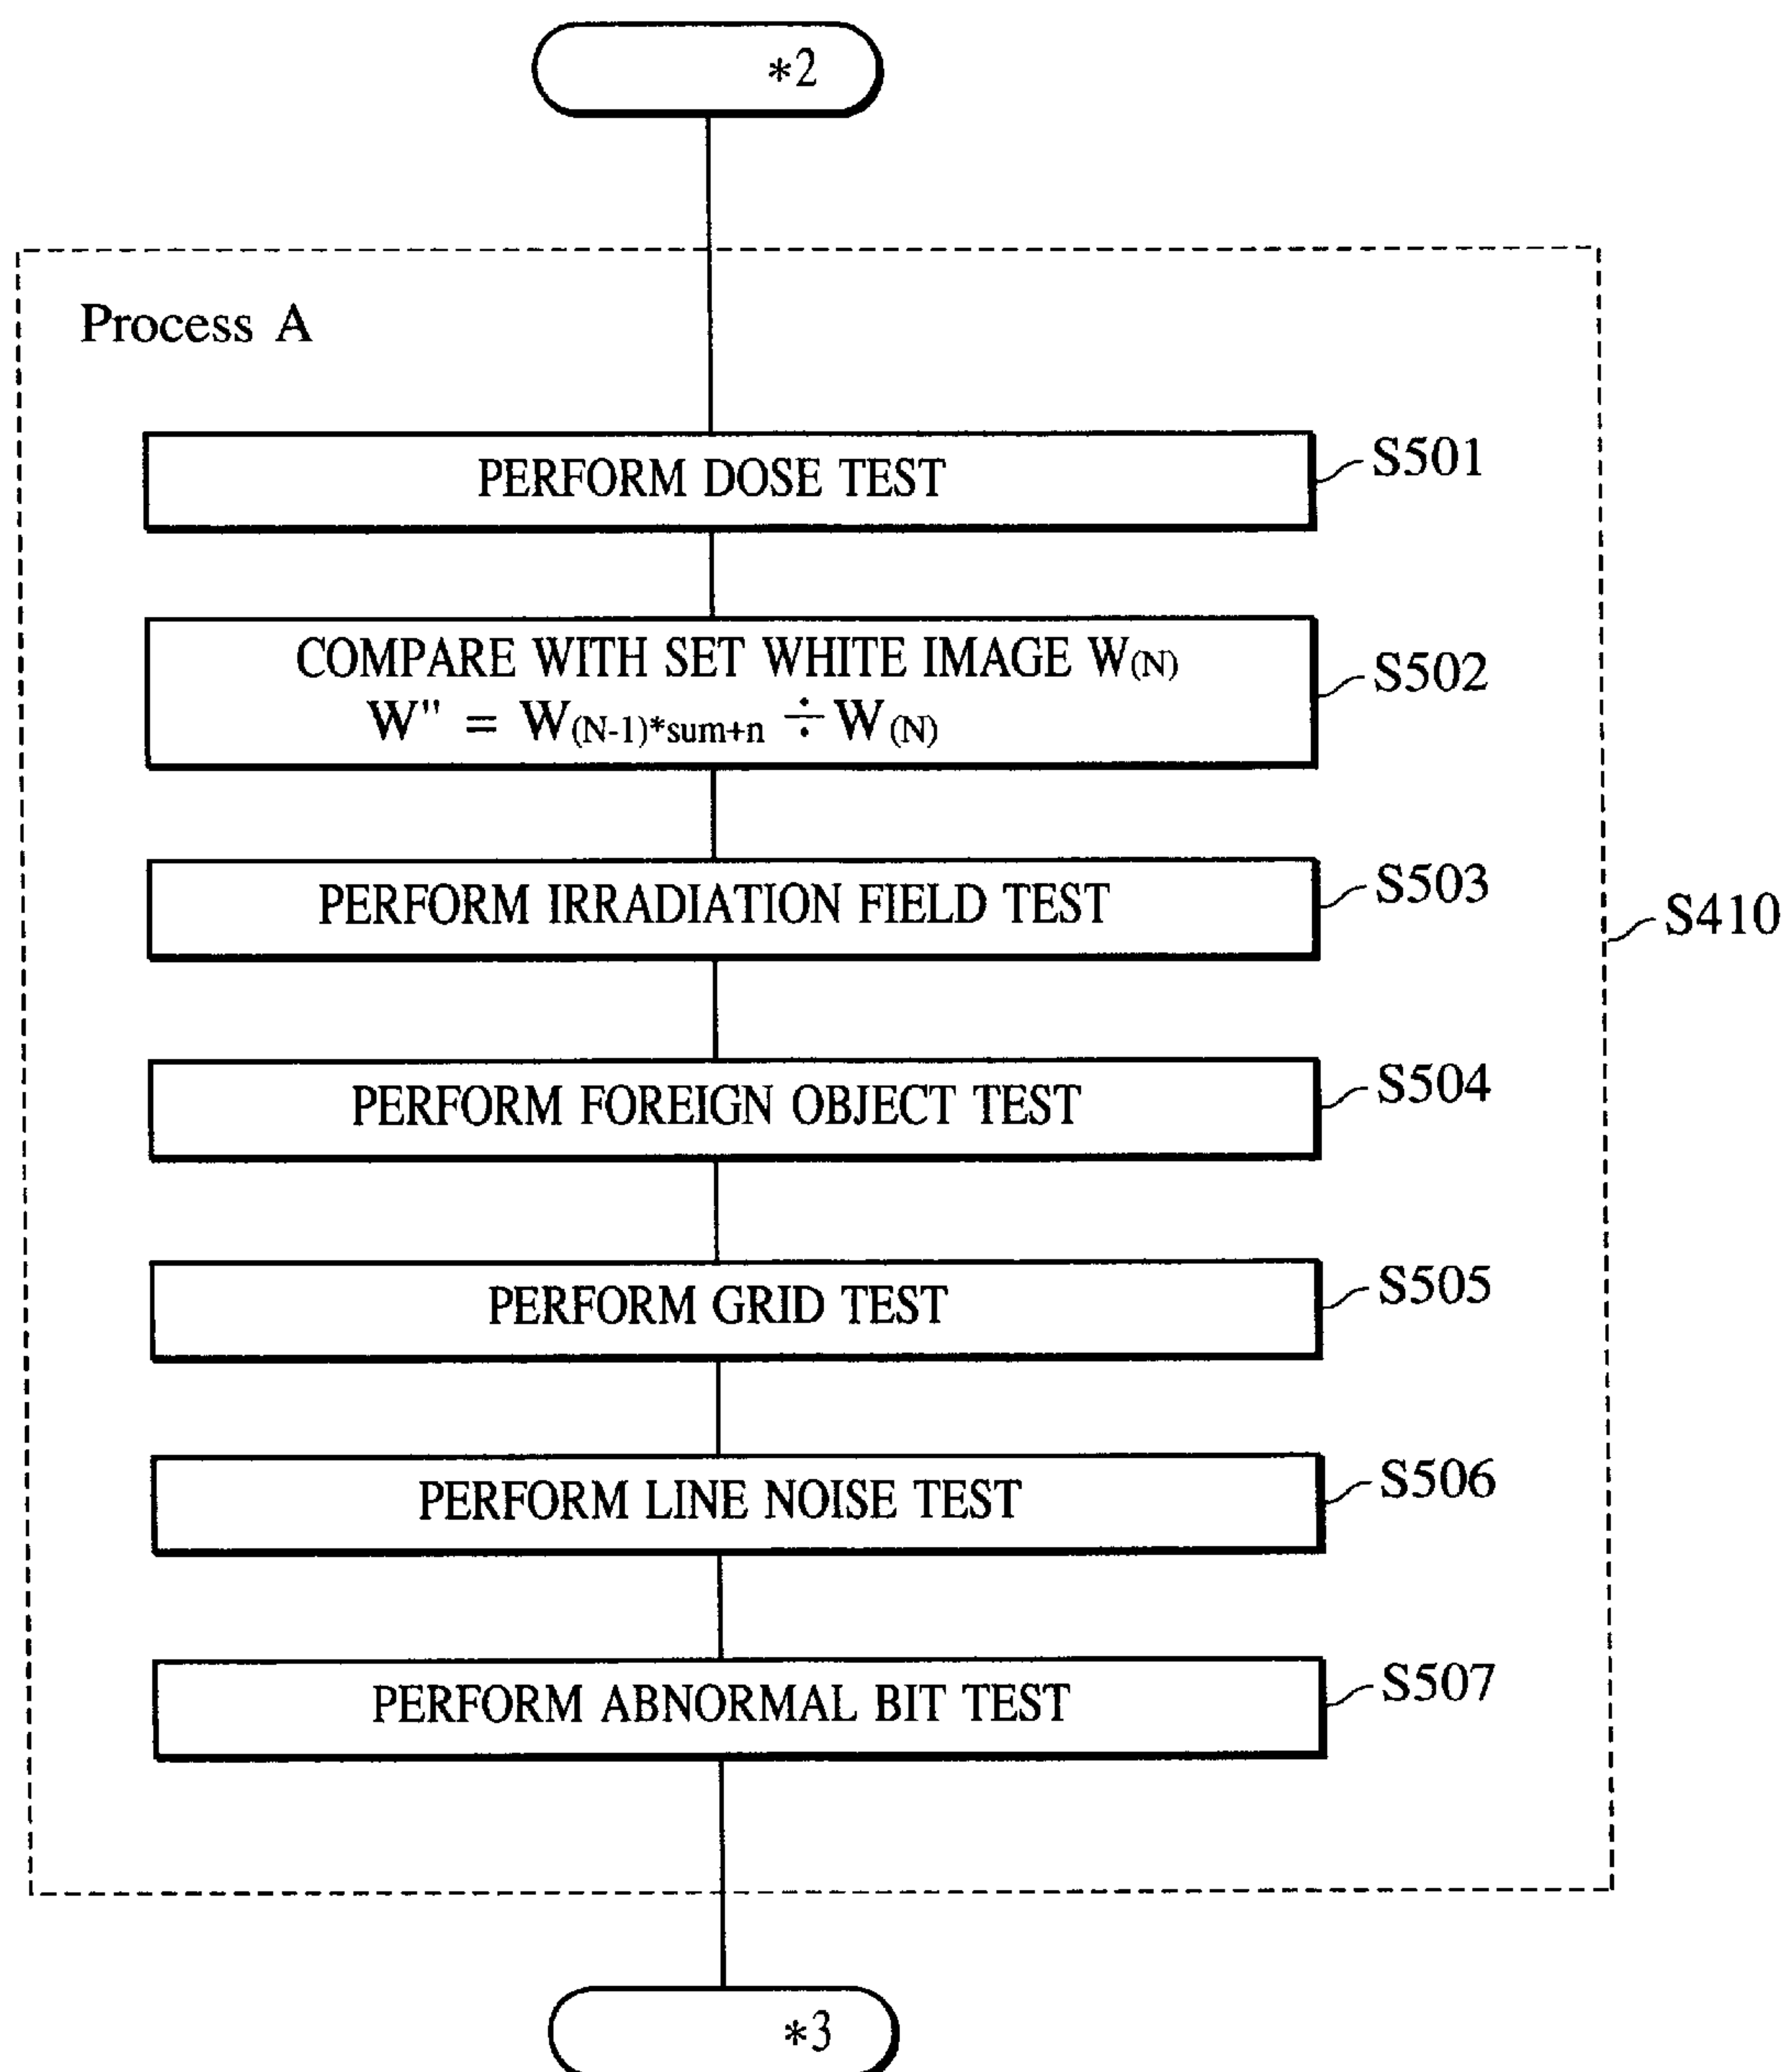 *2
Process A
PERFORM DOSE TEST
S501
COMPARE WITH SET WHITE IMAGE W(N)
W" = W(N-1)*sum+n ÷ W(N)
S502
PERFORM IRRADIATION FIELD TEST
S503
S410
PERFORM FOREIGN OBJECT TEST
S504
PERFORM GRID TEST
S505
PERFORM LINE NOISE TEST
S506
PERFORM ABNORMAL BIT TEST
S507
*3